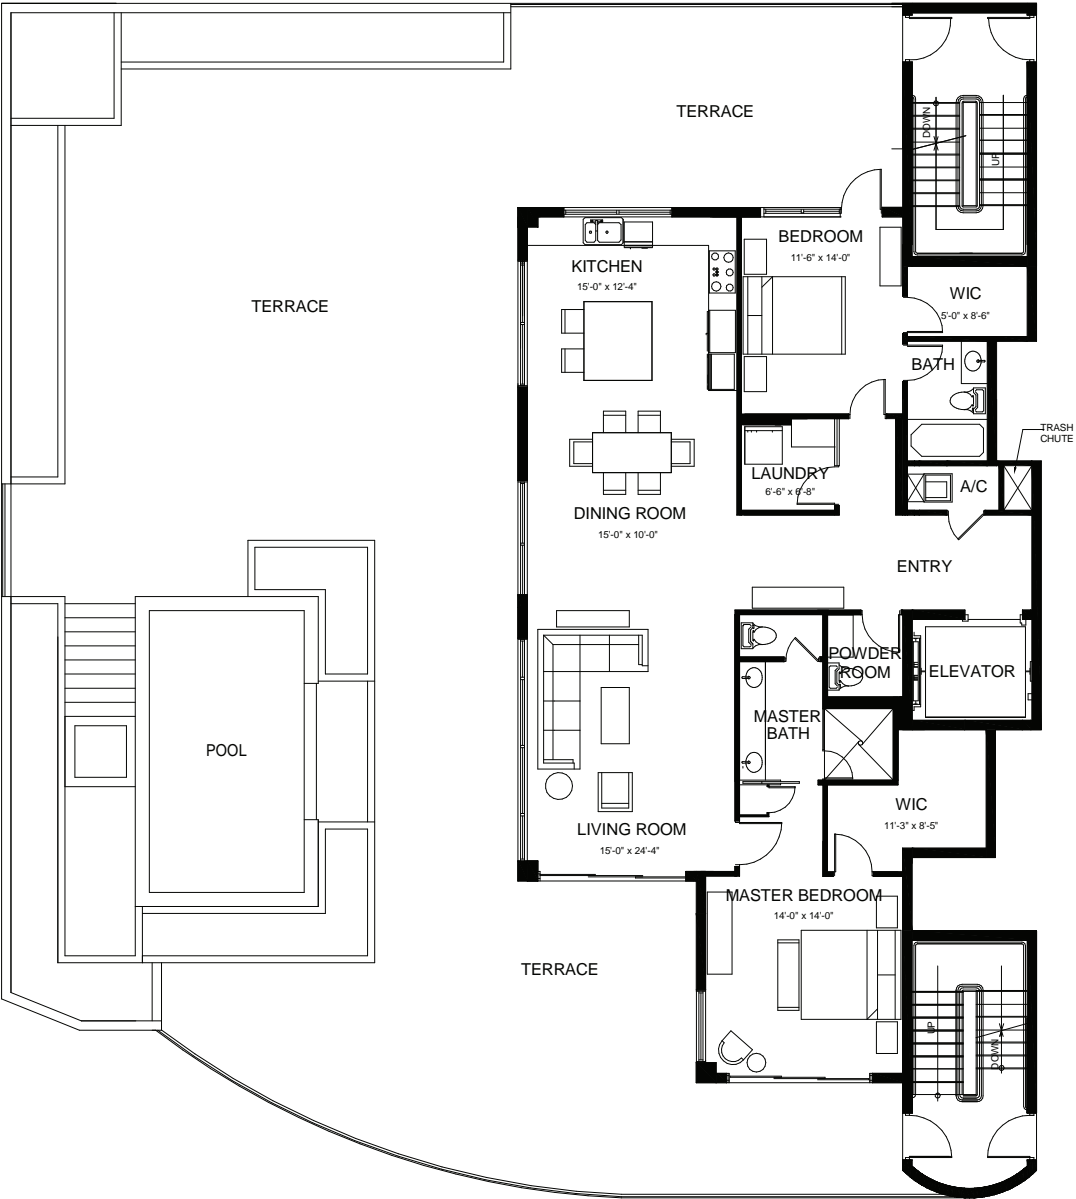 TERRACE
DOWN
UP
BEDROOM
11'-6" x 14'-0"
KITCHEN
15'-0" x 12'-4"
WIC
5'-0" x 8'-6"
TERRACE
BATH
TRASH
CHUTE
LAUNDRY
6'-6" x 6'-8"
A/C
DINING ROOM
15'-0" x 10'-0"
ENTRY
POWDER
ROOM
ELEVATOR
MASTER
BATH
POOL
WIC
11'-3" x 8'-5"
LIVING ROOM
15'-0" x 24'-4"
MASTER BEDROOM
14'-0" x 14'-0"
TERRACE
UP
DOWN